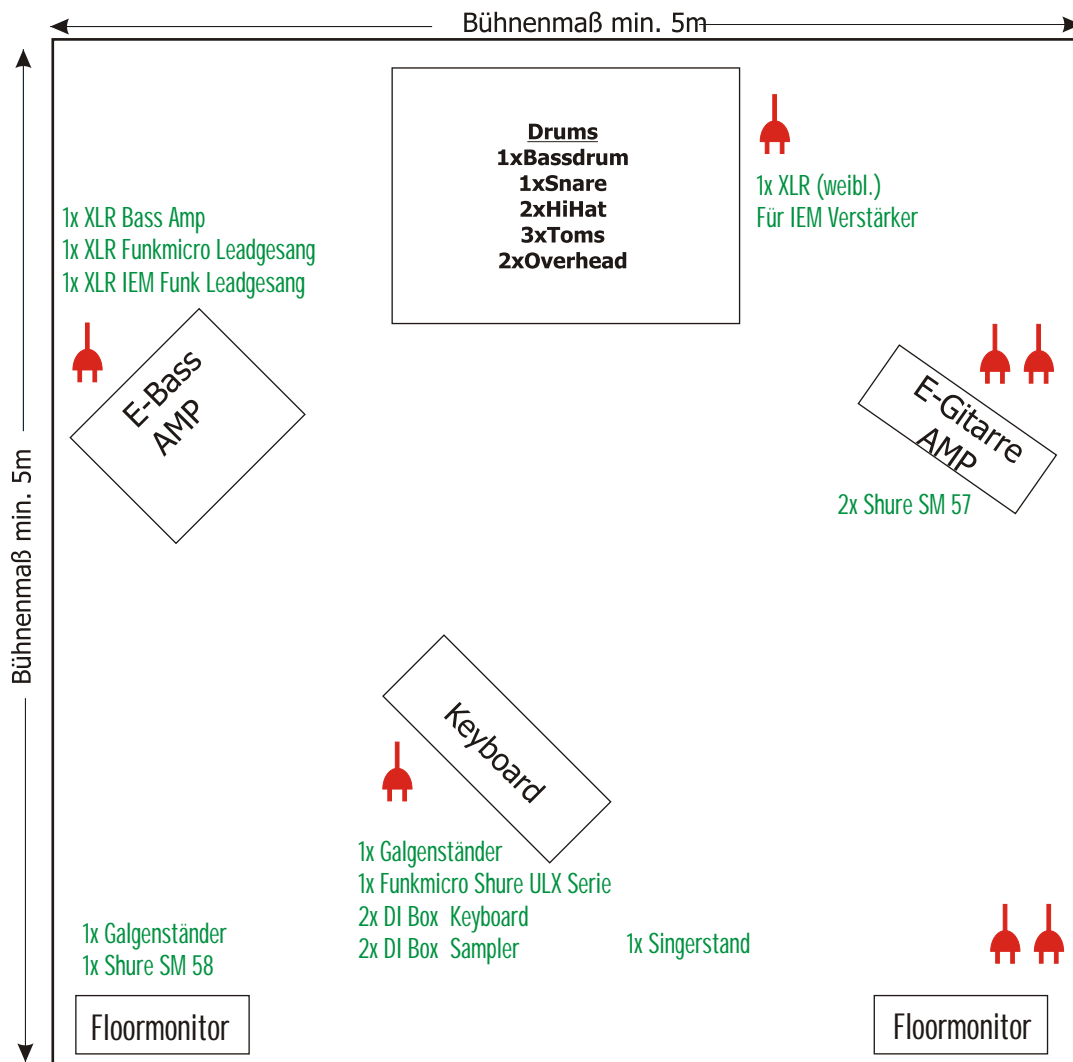 Bühnenmaß min. 5m
Bühnenmaß min. 5m
Drums
1xBassdrum
1xSnare
2xHiHat
3xToms
2xOverhead
1x XLR (weibl.)
Für IEM Verstärker
1x XLR Bass Amp
1x XLR Funkmicro Leadgesang
1x XLR IEM Funk Leadgesang
E-Bass
AMP
E-Gitarre
AMP
2x Shure SM 57
Keyboard
1x Galgenständer
1x Funkmicro Shure ULX Serie
2x DI Box Keyboard
2x DI Box Sampler
1x Galgenständer
1x Shure SM 58
1x Singerstand
Floormonitor
Floormonitor